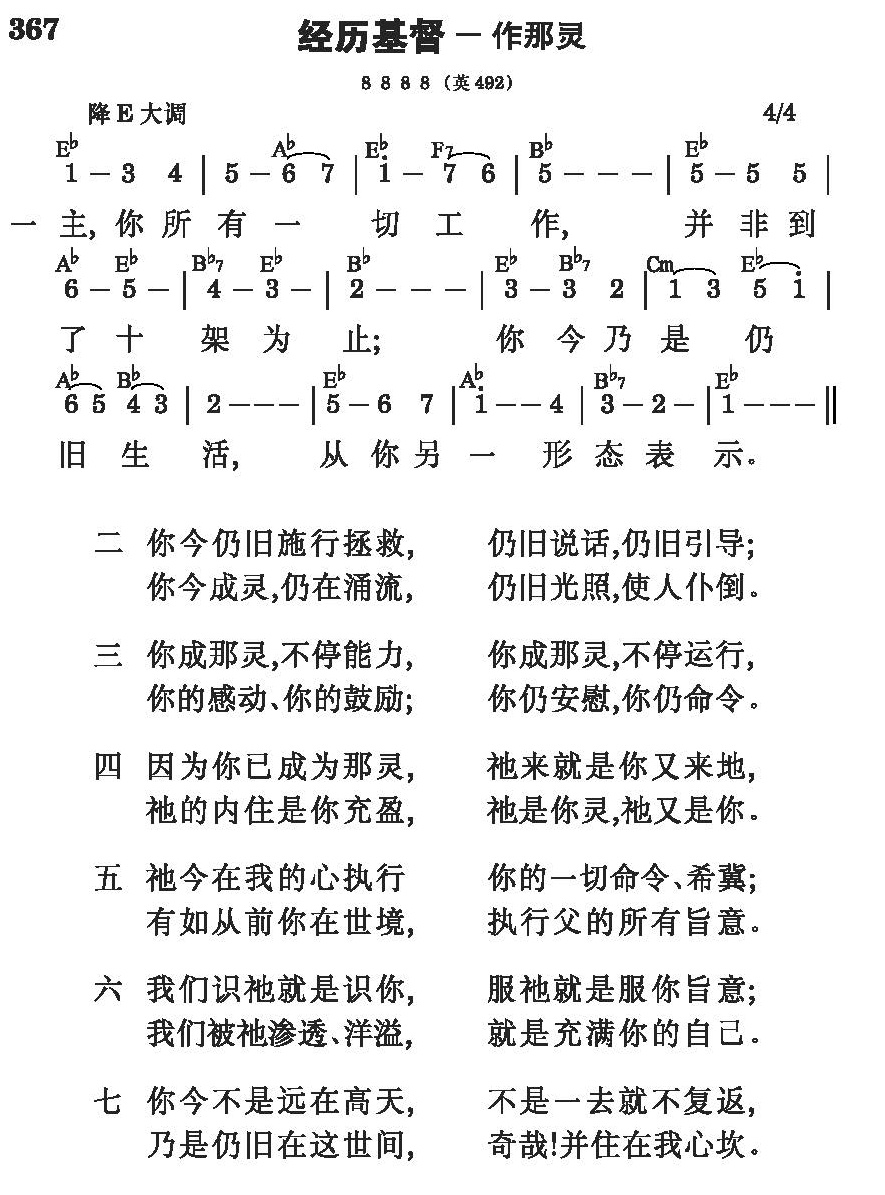 367
经历基督－作那灵
8 8 8 8（英492）
降E大调 4/4
E♭ A♭ E♭ F7 B♭ E♭
1 － 3 4 | 5 － 6 7 | i － 7 6 | 5 － － － | 5 － 5 5 |
一 主, 你 所 有 一 切 工 作, 并 非 到
A♭ E♭ B♭7 E♭ B♭ E♭ B♭7 Cm E♭
6 － 5 － | 4 － 3 － | 2 － － － | 3 － 3 2 | 1 3 5 i |
了 十 架 为 止; 你 今 乃 是 仍
A♭ B♭ E♭ A♭ B♭7 E♭
6 5 4 3 | 2 － － － | 5 － 6 7 | i － － 4 | 3 － 2 － | 1 － － － ‖
旧 生 活, 从 你 另 一 形 态 表 示。
二 你今仍旧施行拯救, 仍旧说话,仍旧引导;
你今成灵,仍在涌流, 仍旧光照,使人仆倒。
三 你成那灵,不停能力, 你成那灵,不停运行,
你的感动、你的鼓励; 你仍安慰,你仍命令。
四 因为你已成为那灵, 祂来就是你又来地,
祂的内住是你充盈, 祂是你灵,祂又是你。
五 祂今在我的心执行 你的一切命令、希冀;
有如从前你在世境, 执行父的所有旨意。
六 我们识祂就是识你, 服祂就是服你旨意;
我们被祂渗透、洋溢, 就是充满你的自己。
七 你今不是远在高天, 不是一去就不复返,
乃是仍旧在这世间, 奇哉!并住在我心坎。